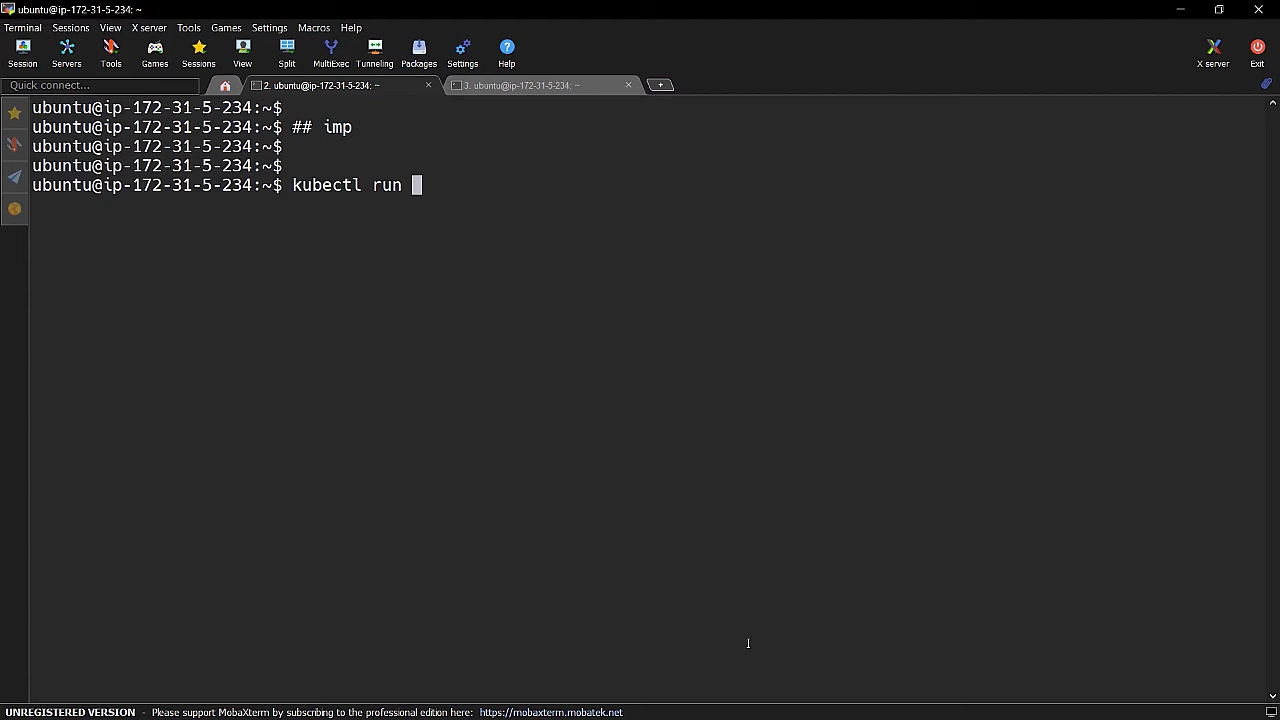 ubuntu@ip-172-31-5-234: ~
Terminal Sessions View X server Tools Games Settings Macros Help
Session Servers Tools Games Sessions View Split MultiExec Tunneling Packages Settings Help X server Exit
Quick connect... 2. ubuntu@ip-172-31-5-234: ~ 3. ubuntu@ip-172-31-5-234: ~
ubuntu@ip-172-31-5-234:~$
ubuntu@ip-172-31-5-234:~$ ## imp
ubuntu@ip-172-31-5-234:~$
ubuntu@ip-172-31-5-234:~$
ubuntu@ip-172-31-5-234:~$ kubectl run
UNREGISTERED VERSION - Please support MobaXterm by subscribing to the professional edition here: https://mobaxterm.mobatek.net